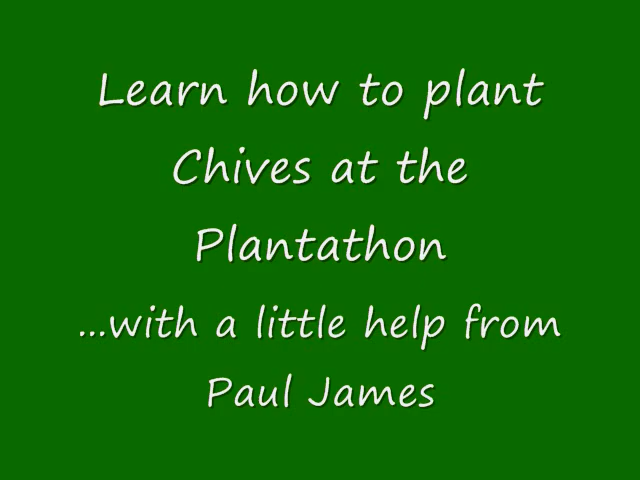 Learn how to plant
Chives at the
Plantathon
...with a little help from
Paul James